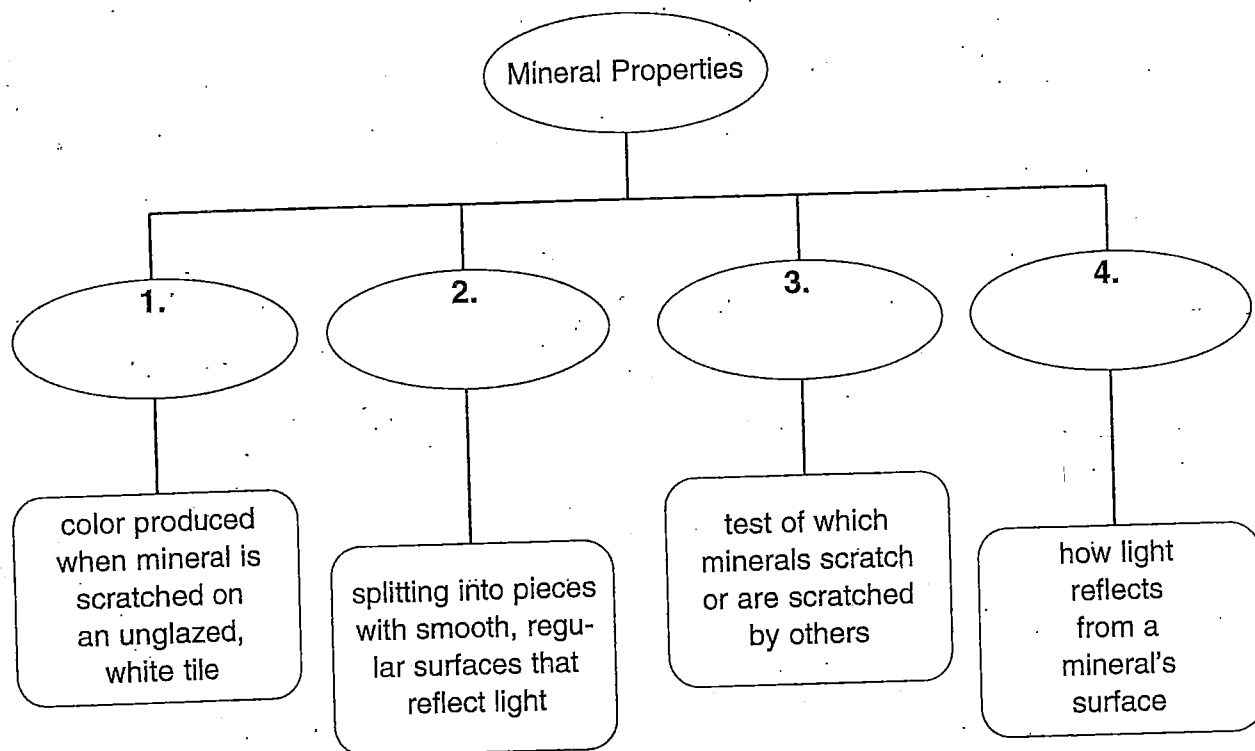 Mineral Properties
1.
2.
3.
4.
color produced
when mineral is
scratched on
an unglazed,
white tile
splitting into pieces
with smooth, regu-
lar surfaces that
reflect light
test of which
minerals scratch
or are scratched
by others
how light
reflects
from a
mineral's
surface